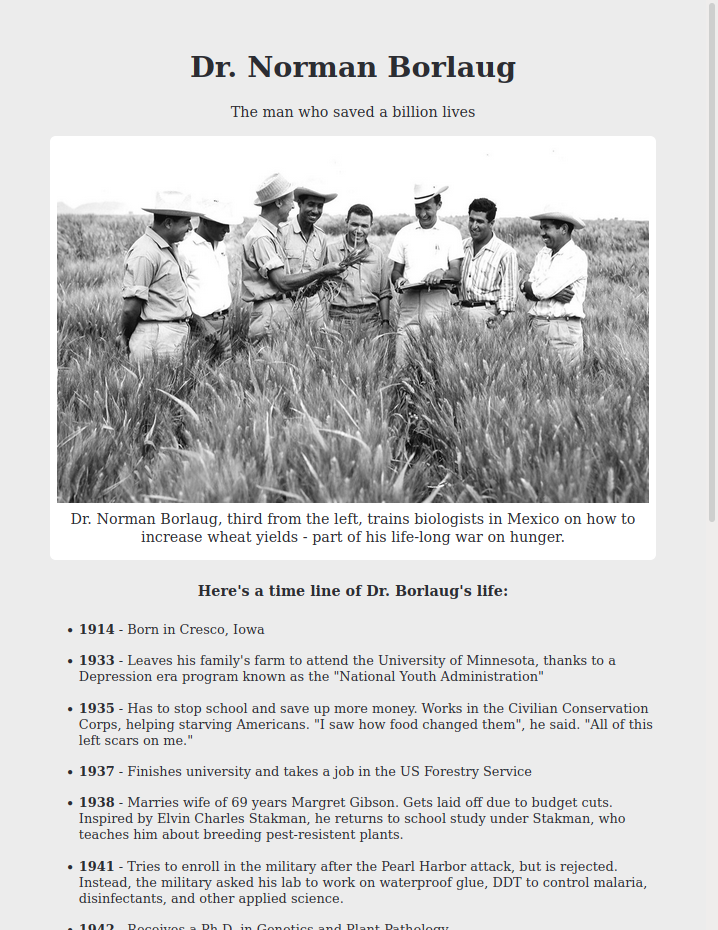 Dr. Norman Borlaug
The man who saved a billion lives
Dr. Norman Borlaug, third from the left, trains biologists in Mexico on how to
increase wheat yields - part of his life-long war on hunger.
Here's a time line of Dr. Borlaug's life:
• 1914 - Born in Cresco, Iowa
• 1933 - Leaves his family's farm to attend the University of Minnesota, thanks to a
Depression era program known as the "National Youth Administration"
• 1935 - Has to stop school and save up more money. Works in the Civilian Conservation
Corps, helping starving Americans. "I saw how food changed them", he said. "All of this
left scars on me."
• 1937 - Finishes university and takes a job in the US Forestry Service
• 1938 - Marries wife of 69 years Margret Gibson. Gets laid off due to budget cuts.
Inspired by Elvin Charles Stakman, he returns to school study under Stakman, who
teaches him about breeding pest-resistent plants.
• 1941 - Tries to enroll in the military after the Pearl Harbor attack, but is rejected.
Instead, the military asked his lab to work on waterproof glue, DDT to control malaria,
disinfectants, and other applied science.
• 1942 - Receives a Ph.D. in Genetics and Plant Pathology